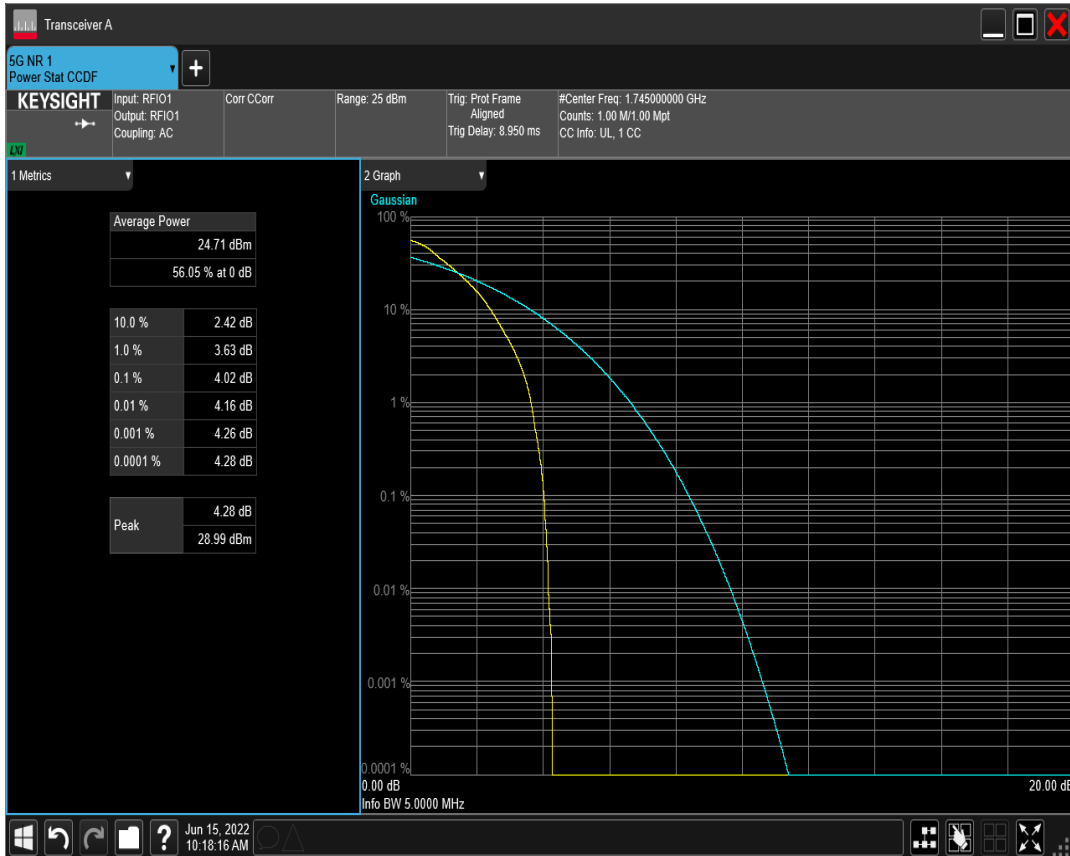 Transceiver A
5G NR 1
Power Stat CCDF
+
KEYSIGHT
LXI
Input: RFIO1
Output: RFIO1
Coupling: AC
Corr CCorr
Range: 25 dBm
Trig: Prot Frame
Aligned
Trig Delay: 8.950 ms
#Center Freq: 1.745000000 GHz
Counts: 1.00 M/1.00 Mpt
CC Info: UL, 1 CC
1 Metrics
Average Power
24.71 dBm
56.05 % at 0 dB
10.0 % 2.42 dB
1.0 % 3.63 dB
0.1 % 4.02 dB
0.01 % 4.16 dB
0.001 % 4.26 dB
0.0001 % 4.28 dB
Peak
4.28 dB
28.99 dBm
2 Graph
Gaussian
100 %
10 %
1 %
0.1 %
0.01 %
0.001 %
0.0001 %
0.00 dB 20.00 dB
Info BW 5.0000 MHz
?
Jun 15, 2022
10:18:16 AM